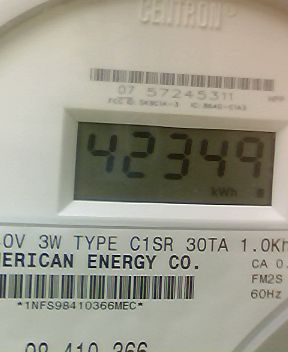 CENTRON
07 57245311
42349
kWh
0V 3W TYPE C1SR 30TA 1.0Kh
MERICAN ENERGY CO.
CA 0.
FM2S
*1NFS98410366MEC*
60Hz
98 410 366